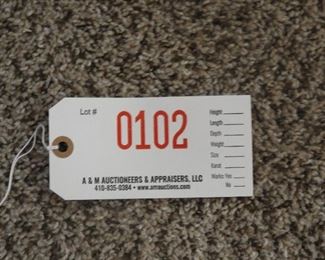 Lot #
0102
Height
Length
Depth
Weight
Size
Karat
Works: Yes
No
A & M AUCTIONEERS & APPRAISERS, LLC
410-835-0384 • www.amauctions.com